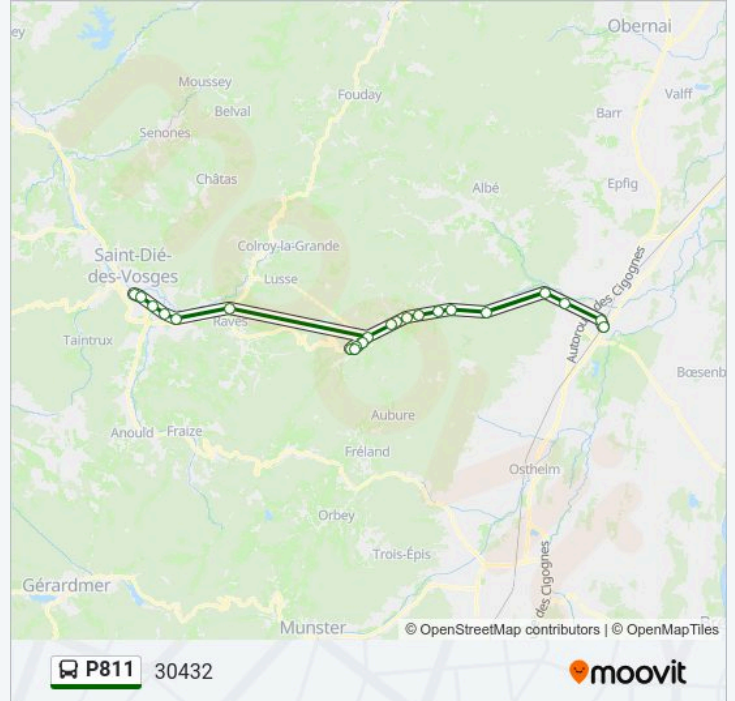 Obernai
ey
Moussey
Valff
Fouday
Belval
Barr
Senones
Châtas
Albé
Epfig
Saint-Dié-
des-Vosges
Colroy-la-Grande
Lusse
Autoroute des Cigognes
Raves
Taintrux
Bœsenb
Aubure
Anould
Fraize
Fréland
Ostheim
Orbey
Trois-Épis
des Cigognes
Gérardmer
Munster
© OpenStreetMap contributors | © OpenMapTiles
P811 30432 moovit